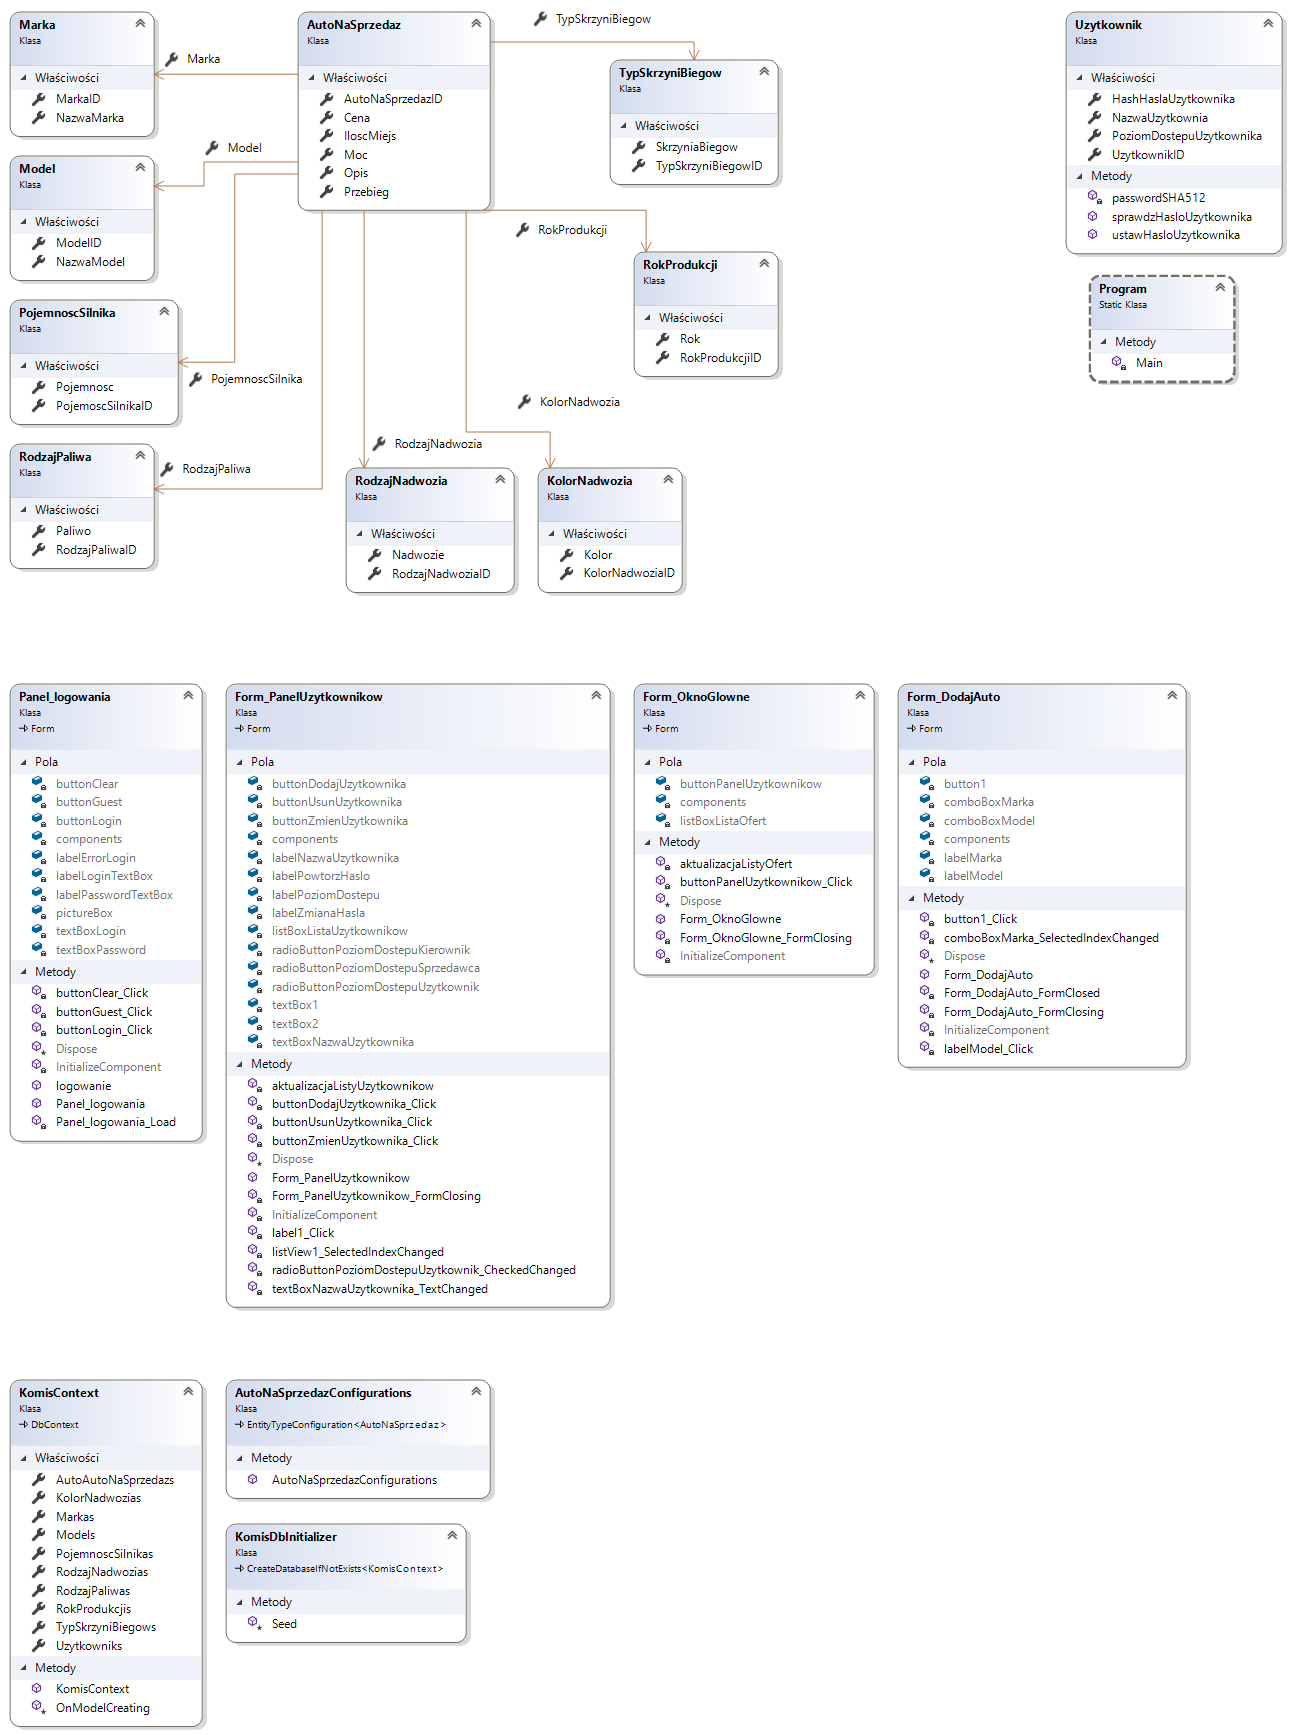 Marka
Klasa
Właściwości
MarkaID
NazwaMarka
Marka
AutoNaSprzedaz
Klasa
Właściwości
AutoNaSprzedazID
Cena
IloscMiejs
Moc
Opis
Przebieg
TypSkrzyniBiegow
TypSkrzyniBiegow
Klasa
Właściwości
SkrzyniaBiegow
TypSkrzyniBiegowID
Uzytkownik
Klasa
Właściwości
HashHaslaUzytkownika
NazwaUzytkownia
PoziomDostepuUzytkownika
UzytkownikID
Metody
passwordSHA512
sprawdzHasloUzytkownika
ustawHasloUzytkownika
Model
Model
Klasa
Właściwości
ModelID
NazwaModel
RokProdukcji
RokProdukcji
Klasa
Właściwości
Rok
RokProdukcjiID
Program
Static Klasa
Metody
Main
PojemnoscSilnika
Klasa
Właściwości
Pojemnosc
PojemoscSilnikaID
PojemnoscSilnika
KolorNadwozia
RodzajNadwozia
RodzajPaliwa
Klasa
Właściwości
Paliwo
RodzajPaliwaID
RodzajPaliwa
RodzajNadwozia
Klasa
Właściwości
Nadwozie
RodzajNadwoziaID
KolorNadwozia
Klasa
Właściwości
Kolor
KolorNadwoziaID
Panel_logowania
Klasa
Form
Pola
buttonClear
buttonGuest
buttonLogin
components
labelErrorLogin
labelLoginTextBox
labelPasswordTextBox
pictureBox
textBoxLogin
textBoxPassword
Metody
buttonClear_Click
buttonGuest_Click
buttonLogin_Click
Dispose
InitializeComponent
logowanie
Panel_logowania
Panel_logowania_Load
Form_PanelUzytkownikow
Klasa
Form
Pola
buttonDodajUzytkownika
buttonUsunUzytkownika
buttonZmienUzytkownika
components
labelNazwaUzytkownika
labelPowtorzHaslo
labelPoziomDostepu
labelZmianaHasla
listBoxListaUzytkownikow
radioButtonPoziomDostepuKierownik
radioButtonPoziomDostepuSprzedawca
radioButtonPoziomDostepuUzytkownik
textBox1
textBox2
textBoxNazwaUzytkownika
Metody
aktualizacjaListyUzytkownikow
buttonDodajUzytkownika_Click
buttonUsunUzytkownika_Click
buttonZmienUzytkownika_Click
Dispose
Form_PanelUzytkownikow
Form_PanelUzytkownikow_FormClosing
InitializeComponent
label1_Click
listView1_SelectedIndexChanged
radioButtonPoziomDostepuUzytkownik_CheckedChanged
textBoxNazwaUzytkownika_TextChanged
Form_OknoGlowne
Klasa
Form
Pola
buttonPanelUzytkownikow
components
listBoxListaOfert
Metody
aktualizacjaListyOfert
buttonPanelUzytkownikow_Click
Dispose
Form_OknoGlowne
Form_OknoGlowne_FormClosing
InitializeComponent
Form_DodajAuto
Klasa
Form
Pola
button1
comboBoxMarka
comboBoxModel
components
labelMarka
labelModel
Metody
button1_Click
comboBoxMarka_SelectedIndexChanged
Dispose
Form_DodajAuto
Form_DodajAuto_FormClosed
Form_DodajAuto_FormClosing
InitializeComponent
labelModel_Click
KomisContext
Klasa
DbContext
Właściwości
AutoAutoNaSprzedazs
KolorNadwozias
Markas
Models
PojemnoscSilnikas
RodzajNadwozias
RodzajPaliwas
RokProdukcjis
TypSkrzyniBiegows
Uzytkowniks
Metody
KomisContext
OnModelCreating
AutoNaSprzedazConfigurations
Klasa
EntityTypeConfiguration<AutoNaSprzedaz>
Metody
AutoNaSprzedazConfigurations
KomisDbInitializer
Klasa
CreateDatabaseIfNotExists<KomisContext>
Metody
Seed